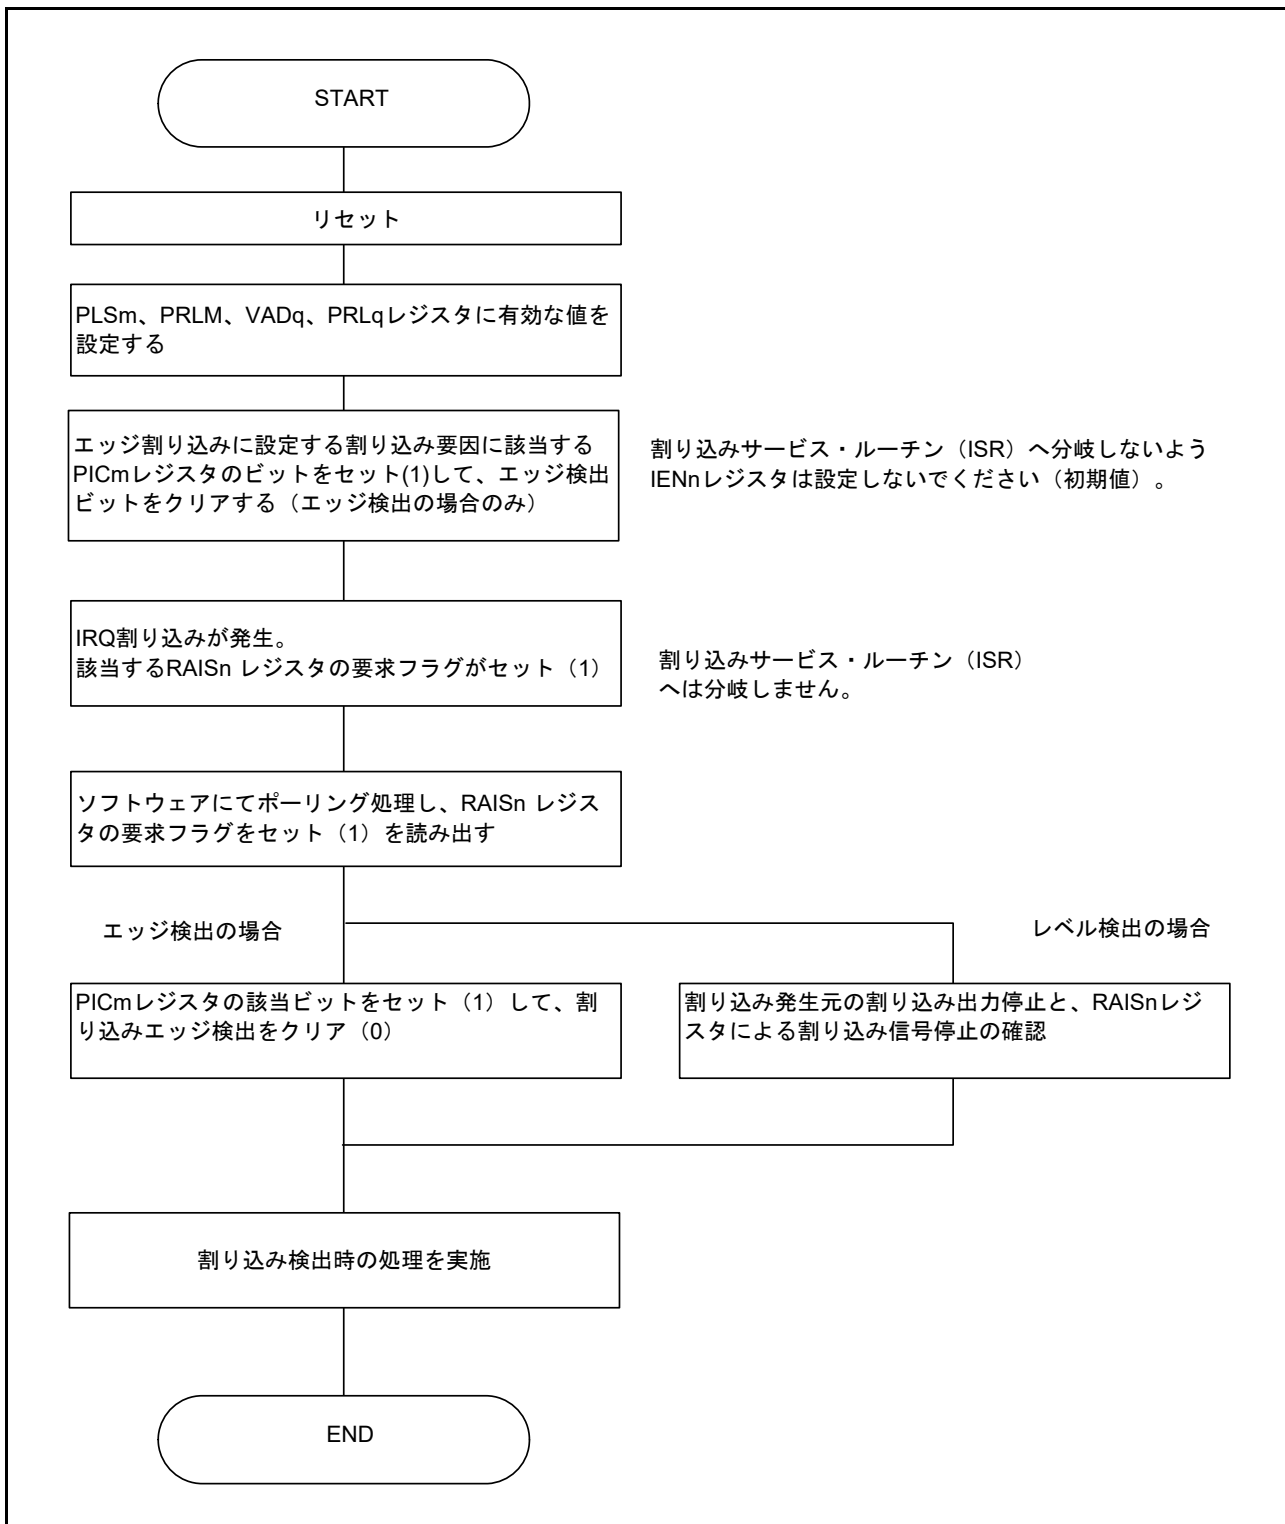 START
リセット
PLSm、PRLM、VADq、PRLqレジスタに有効な値を
設定する
エッジ割り込みに設定する割り込み要因に該当する
PICmレジスタのビットをセット(1)して、エッジ検出
ビットをクリアする（エッジ検出の場合のみ）
割り込みサービス・ルーチン（ISR）へ分岐しないよう
IENnレジスタは設定しないでください（初期値）。
IRQ割り込みが発生。
該当するRAISn レジスタの要求フラグがセット（1）
割り込みサービス・ルーチン（ISR）
へは分岐しません。
ソフトウェアにてポーリング処理し、RAISn レジス
タの要求フラグをセット（1）を読み出す
エッジ検出の場合
レベル検出の場合
PICmレジスタの該当ビットをセット（1）して、割
り込みエッジ検出をクリア（0）
割り込み発生元の割り込み出力停止と、RAISnレジ
スタによる割り込み信号停止の確認
割り込み検出時の処理を実施
END